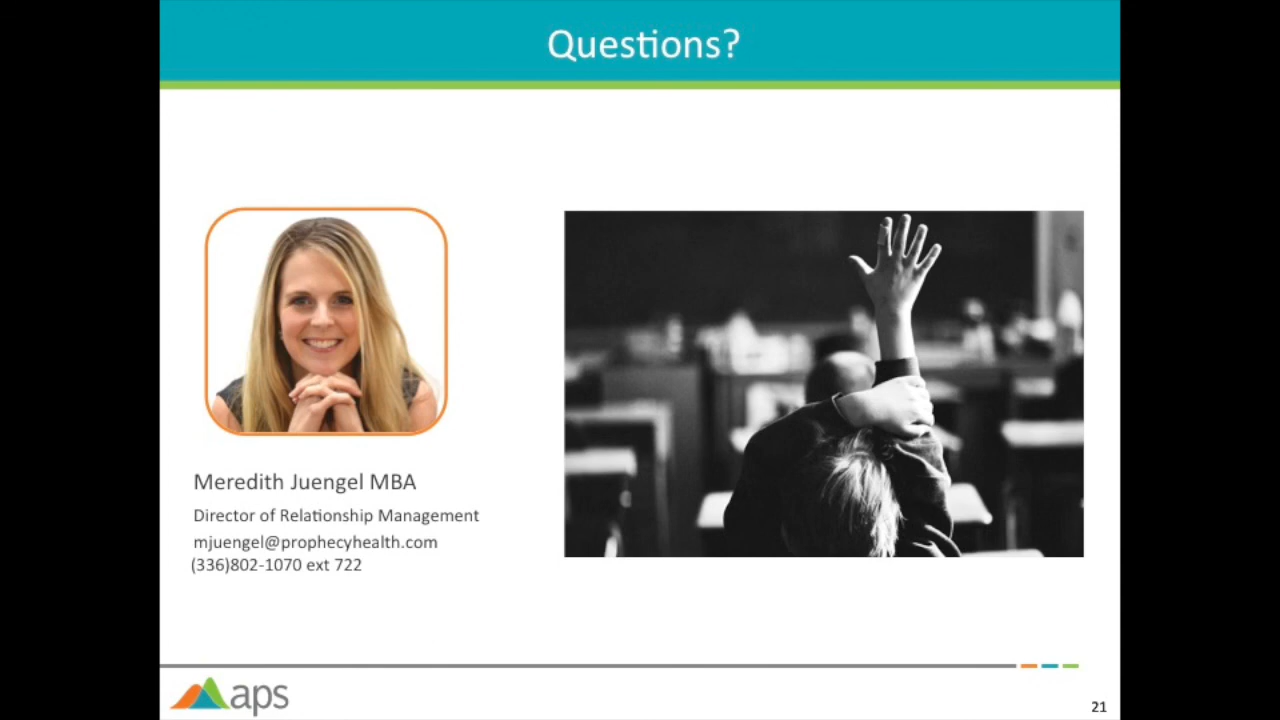 Questions?
Meredith Juengel MBA
Director of Relationship Management
mjuengel@prophecyhealth.com
(336)802-1070 ext 722
aps
21